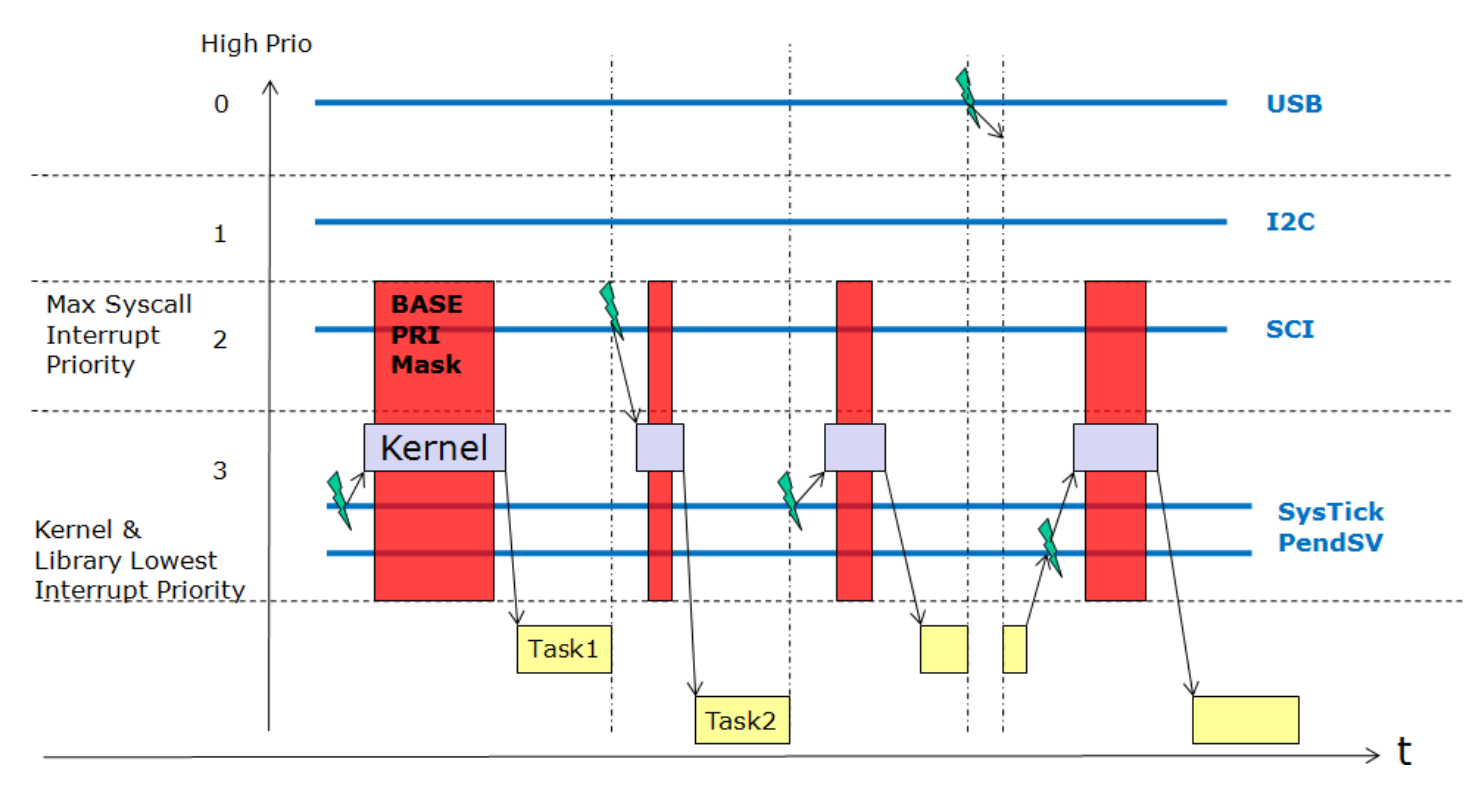 High Prio
0
USB
1
I2C
Max Syscall
Interrupt
Priority
2
BASE
PRI
Mask
SCI
3
Kernel
Kernel &
Library Lowest
Interrupt Priority
SysTick
PendSV
Task1
Task2
t